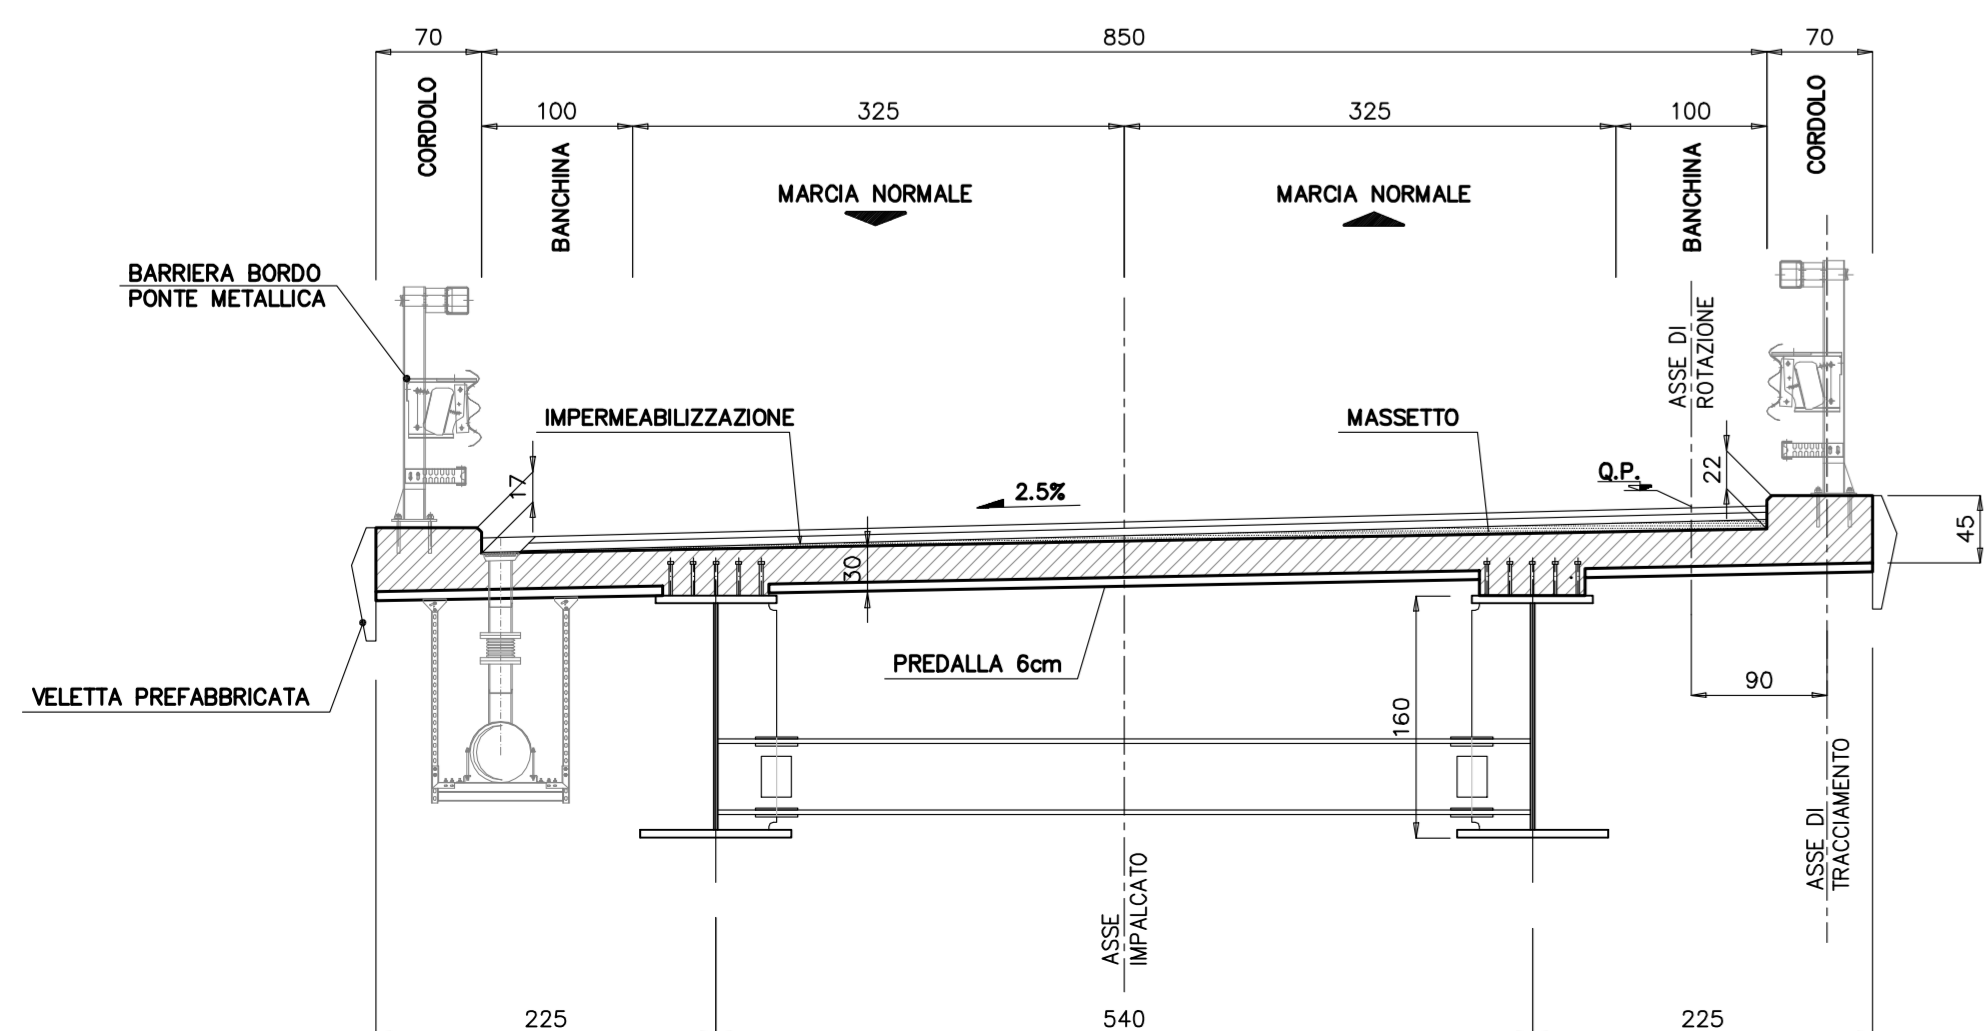 70
850
70
CORDOLO
100
325
325
100
CORDOLO
BANCHINA
MARCIA NORMALE
MARCIA NORMALE
BANCHINA
BARRIERA BORDO
PONTE METALLICA
ASSE DI
ROTAZIONE
IMPERMEABILIZZAZIONE
MASSETTO
17
2.5%
Q.P.
22
45
30
PREDALLA 6cm
VELETTA PREFABBRICATA
90
160
ASSE DI
TRACCIAMENTO
ASSE
IMPALCATO
225
540
225